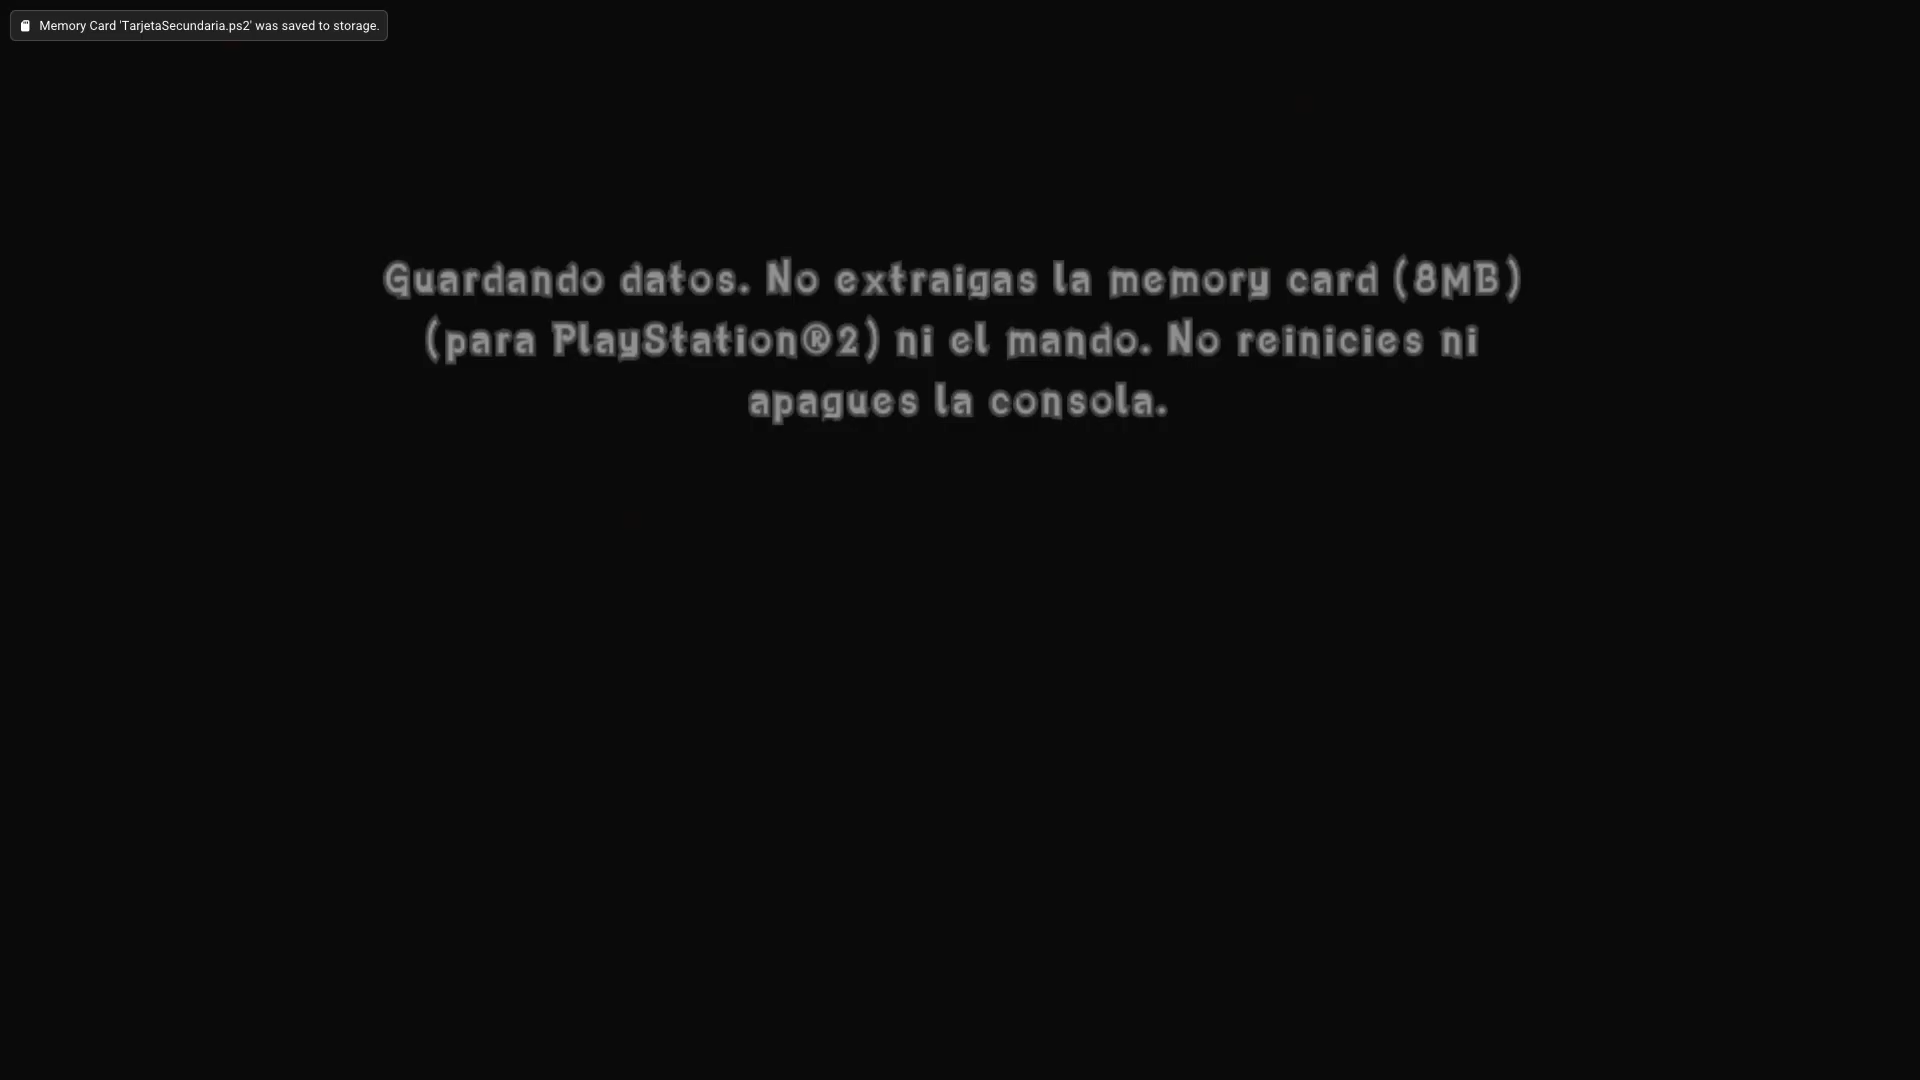 Memory Card 'TarjetaSecundaria.ps2' was saved to storage.
Guardando datos. No extraigas la memory card (8MB)
(para PlayStation®2) ni el mando. No reinicies ni
apagues la consola.